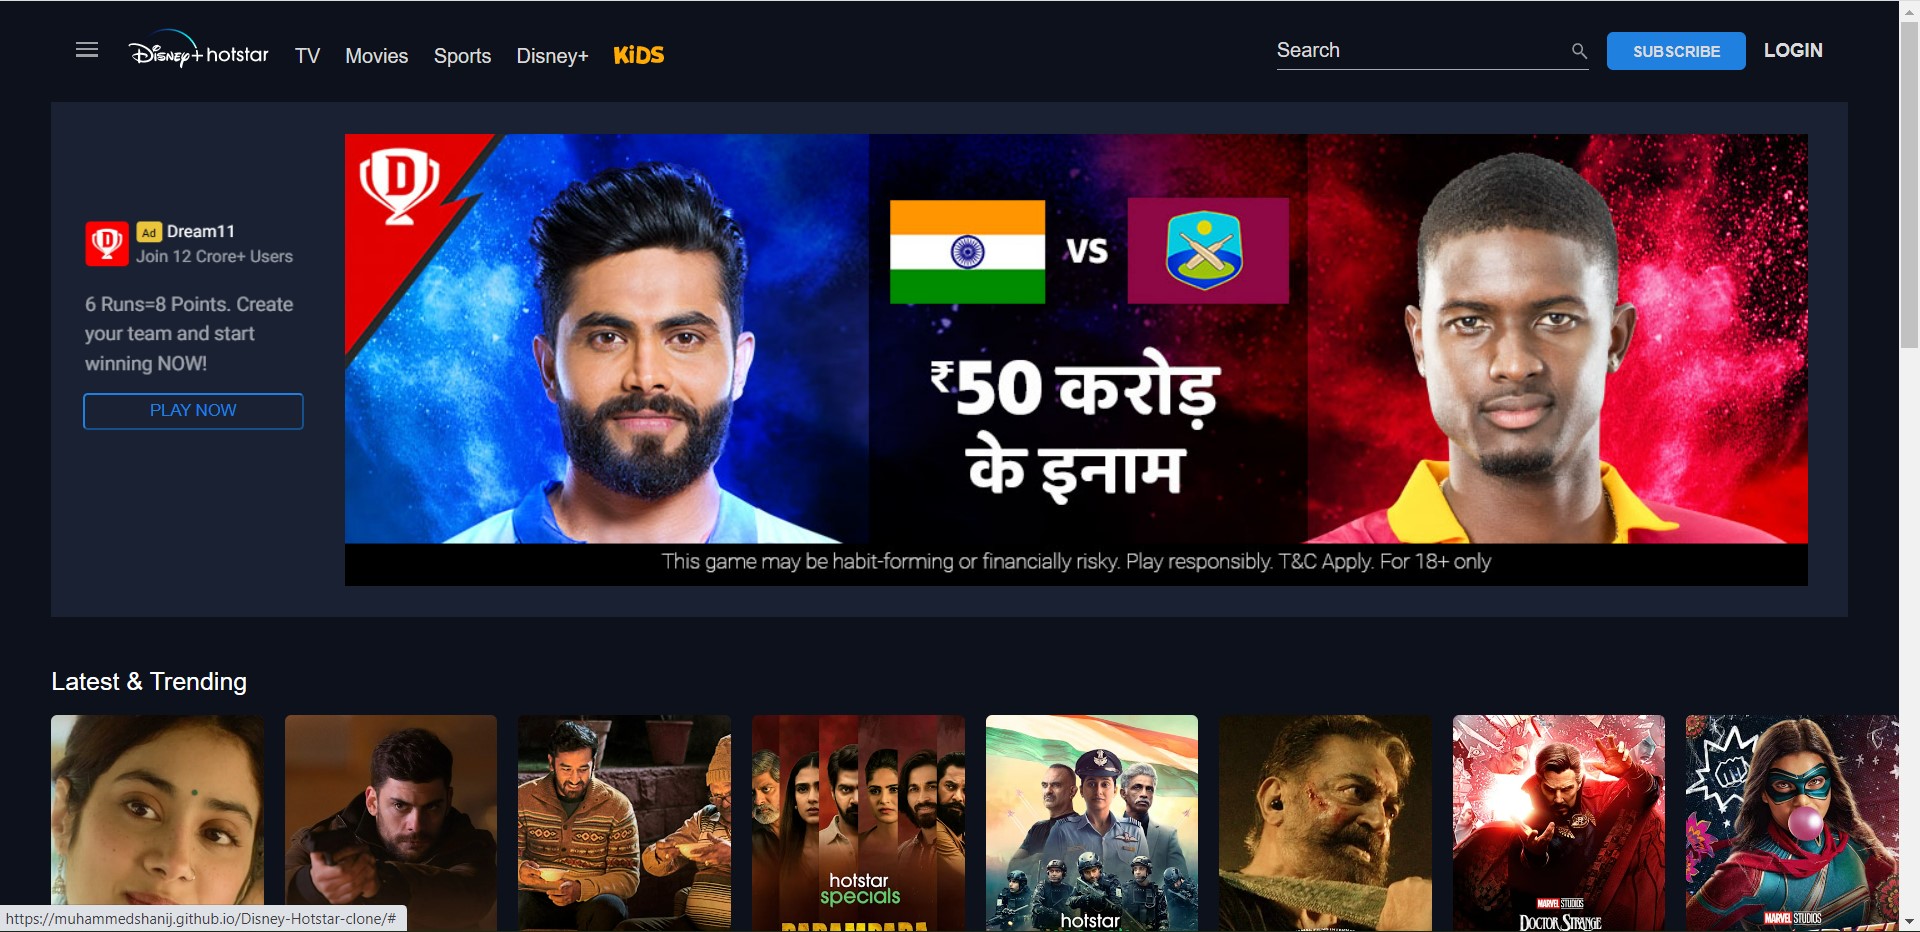 Disney+ hotstar
TV
Movies
Sports
Disney+
KiDS
Search
SUBSCRIBE
LOGIN
D
Ad
Dream11
Join 12 Crore+ Users
6 Runs=8 Points. Create
your team and start
winning NOW!
PLAY NOW
D
VS
₹50 करोड़
के इनाम
This game may be habit-forming or financially risky. Play responsibly. T&C Apply. For 18+ only
Latest & Trending
hotstar
specials
PARAMPARA
hotstar
MARVEL STUDIOS
DOCTOR STRANGE
MARVEL STUDIOS
https://muhammedshanij.github.io/Disney-Hotstar-clone/#